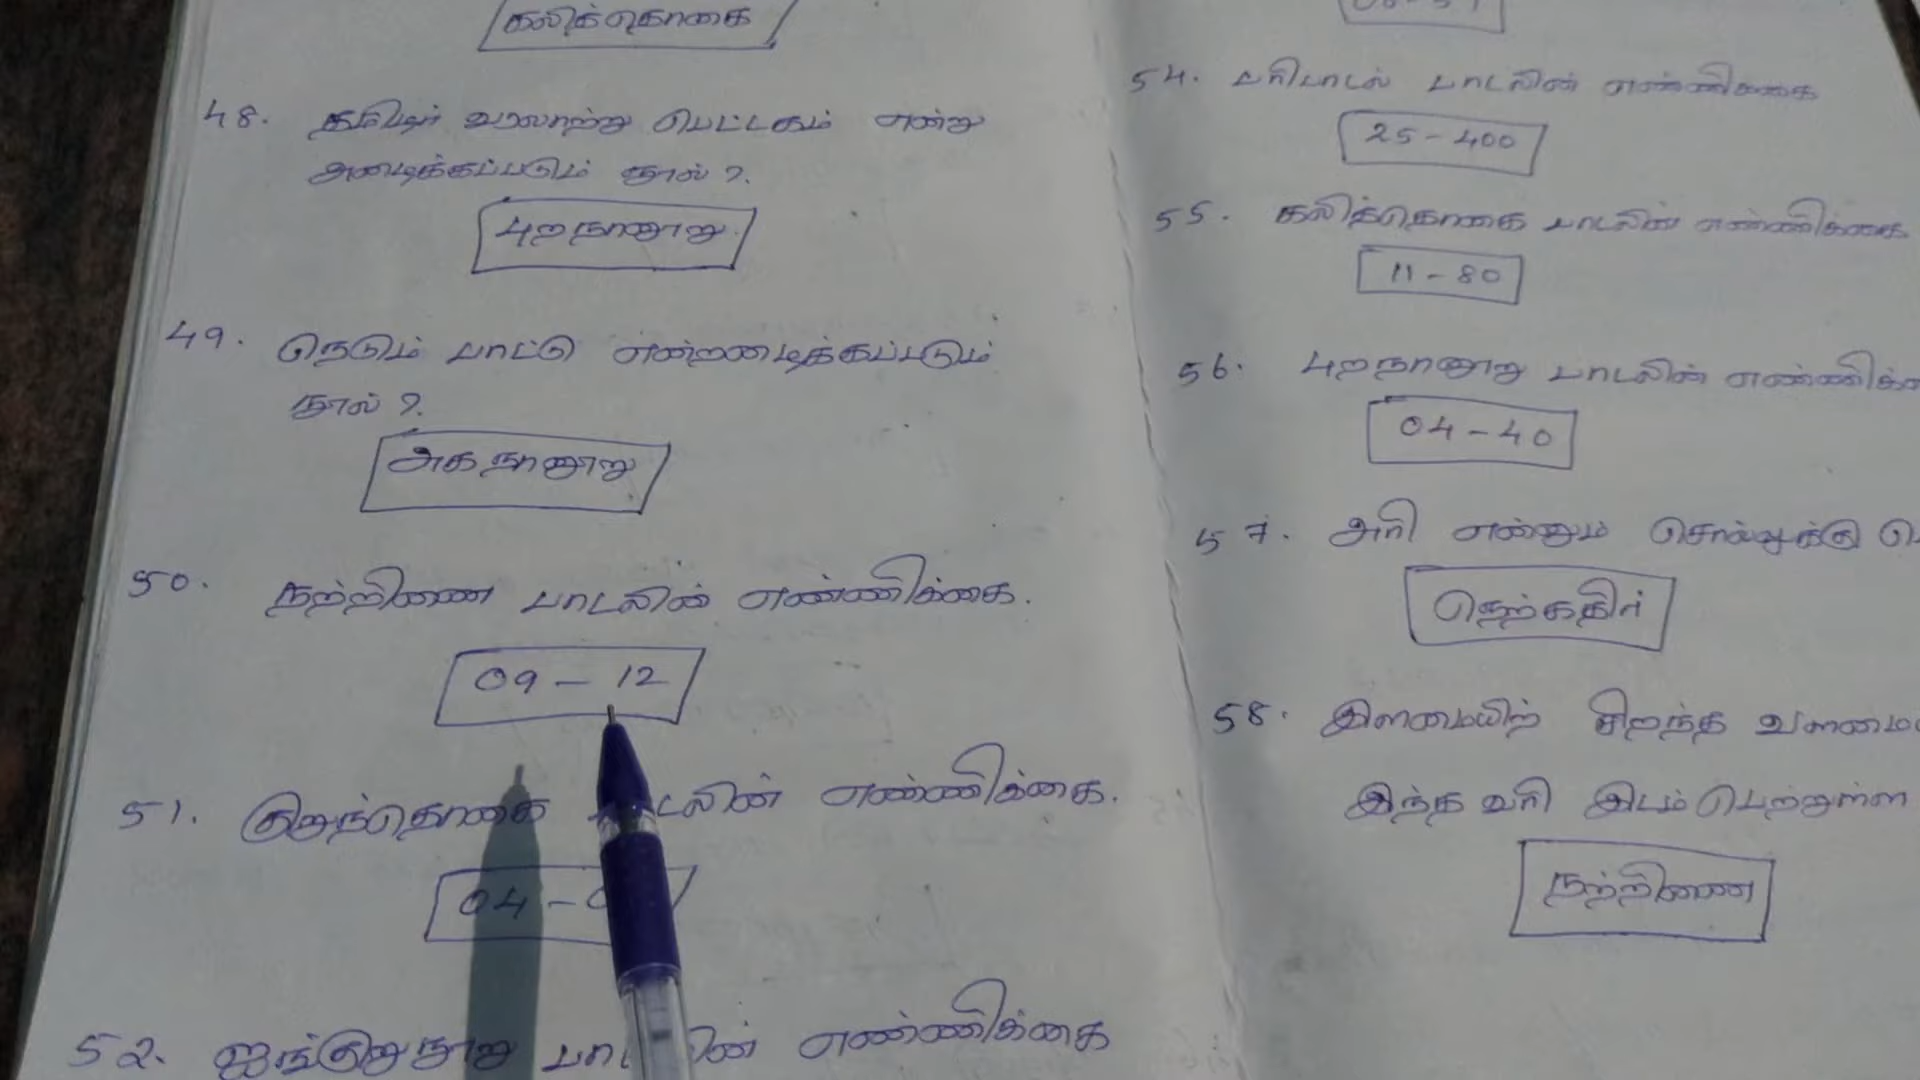 கலித்தொகை
48. தமிழர் வரலாற்று பெட்டகம் என்று
அழைக்கப்படும் நூல் ?.
புறநானூறு.
49. நெடும் பாட்டு என்றழைக்கப்படும்
நூல் ?.
அகநானூறு
50. நற்றிணை பாடலின் எண்ணிக்கை.
09 - 12
51. குறுந்தொகை பாடலின் எண்ணிக்கை.
04 -
52. ஐங்குறுநூறு பாடலின் எண்ணிக்கை
54. பரிபாடல் பாடலின் எண்ணிக்கை
25 - 400
55. கலித்தொகை பாடலின் எண்ணிக்கை
11 - 80
56. புறநானூறு பாடலின் எண்ணிக்
04 - 40
57. அரி என்னும் சொல்லுக்கு
நெற்கதிர்
58. இளமையிற் சிறந்த வளமை
இந்த வரி இடம் பெற்றுள்ள
நற்றிணை